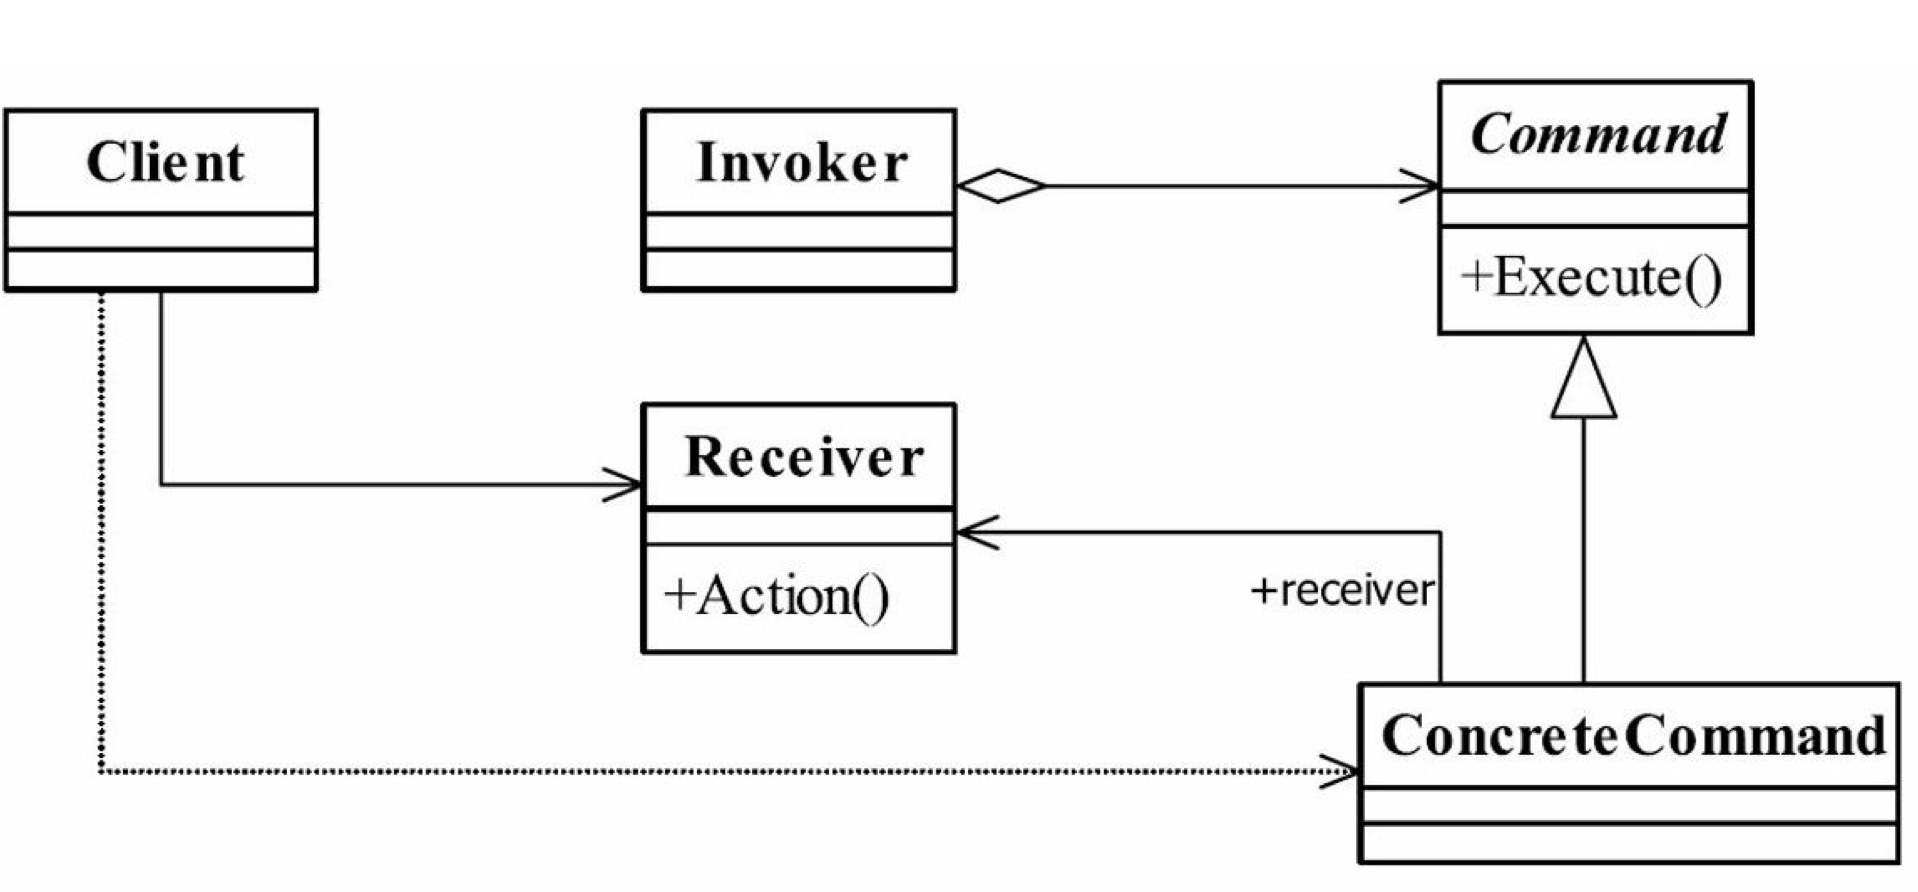 Client
Invoker
Command
+Execute()
Receiver
+Action()
+receiver
ConcreteCommand